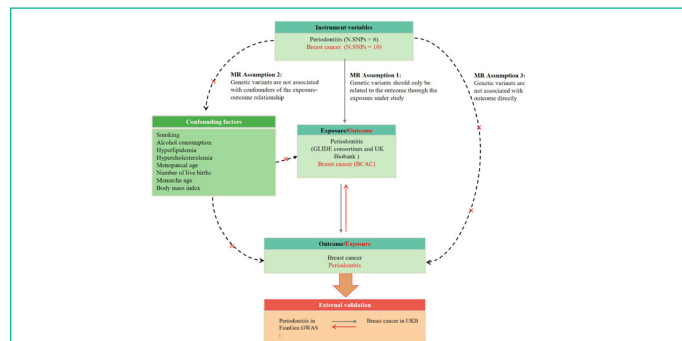 Instrument variables
Periodontitis (N.SNPs = 6)
Breast cancer (N.SNPs = 16)
MR Assumption 2:
Genetic variants are not associated
with confounders of the exposure-
outcome relationship
MR Assumption 1:
Genetic variants should only be
related to the outcome through the
exposure under study
MR Assumption 3:
Genetic variants are
not associated with
outcome directly
Confounding factors
Smoking
Alcohol consumption
Hyperlipidemia
Hypercholesterolemia
Menopausal age
Number of live births
Menarche age
Body mass index
Exposure/Outcome
Periodontitis
(GLIDE consortium and UK
Biobank )
Breast cancer (BCAC)
Outcome/Exposure
Breast cancer
Periodontitis
External validation
Periodontitis in
FinnGen GWAS
Breast cancer in UKB